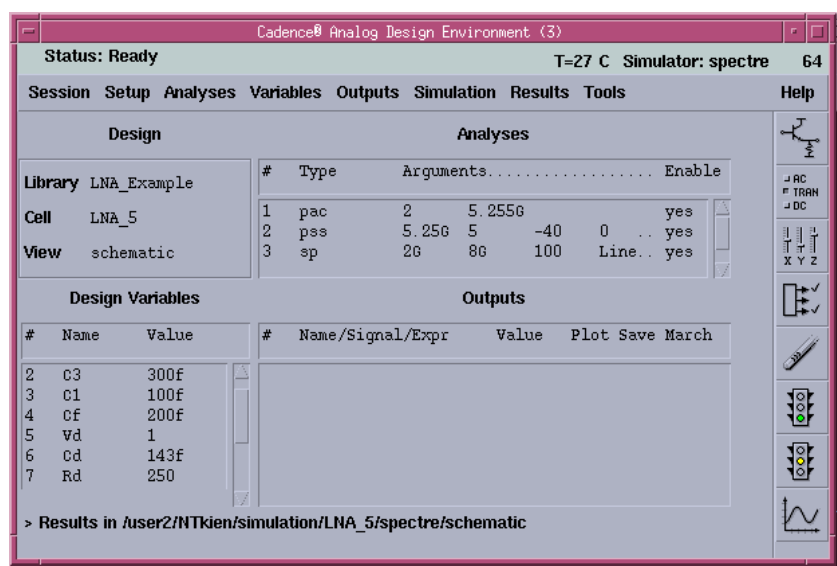 Cadence® Analog Design Environment (3)
Status: Ready T=27 C Simulator: spectre 64
Session Setup Analyses Variables Outputs Simulation Results Tools Help
Design
Library LNA_Example
Cell LNA_5
View schematic
Analyses
# Type Arguments................... Enable
1 pac 2 5.255G yes
2 pss 5.25G 5 -40 0 .. yes
3 sp 2G 8G 100 Line.. yes
Design Variables
# Name Value
2 C3 300f
3 C1 100f
4 Cf 200f
5 Vd 1
6 Cd 143f
7 Rd 250
Outputs
# Name/Signal/Expr Value Plot Save March
AC
TRAN
DC
X Y Z
> Results in /user2/NTkien/simulation/LNA_5/spectre/schematic